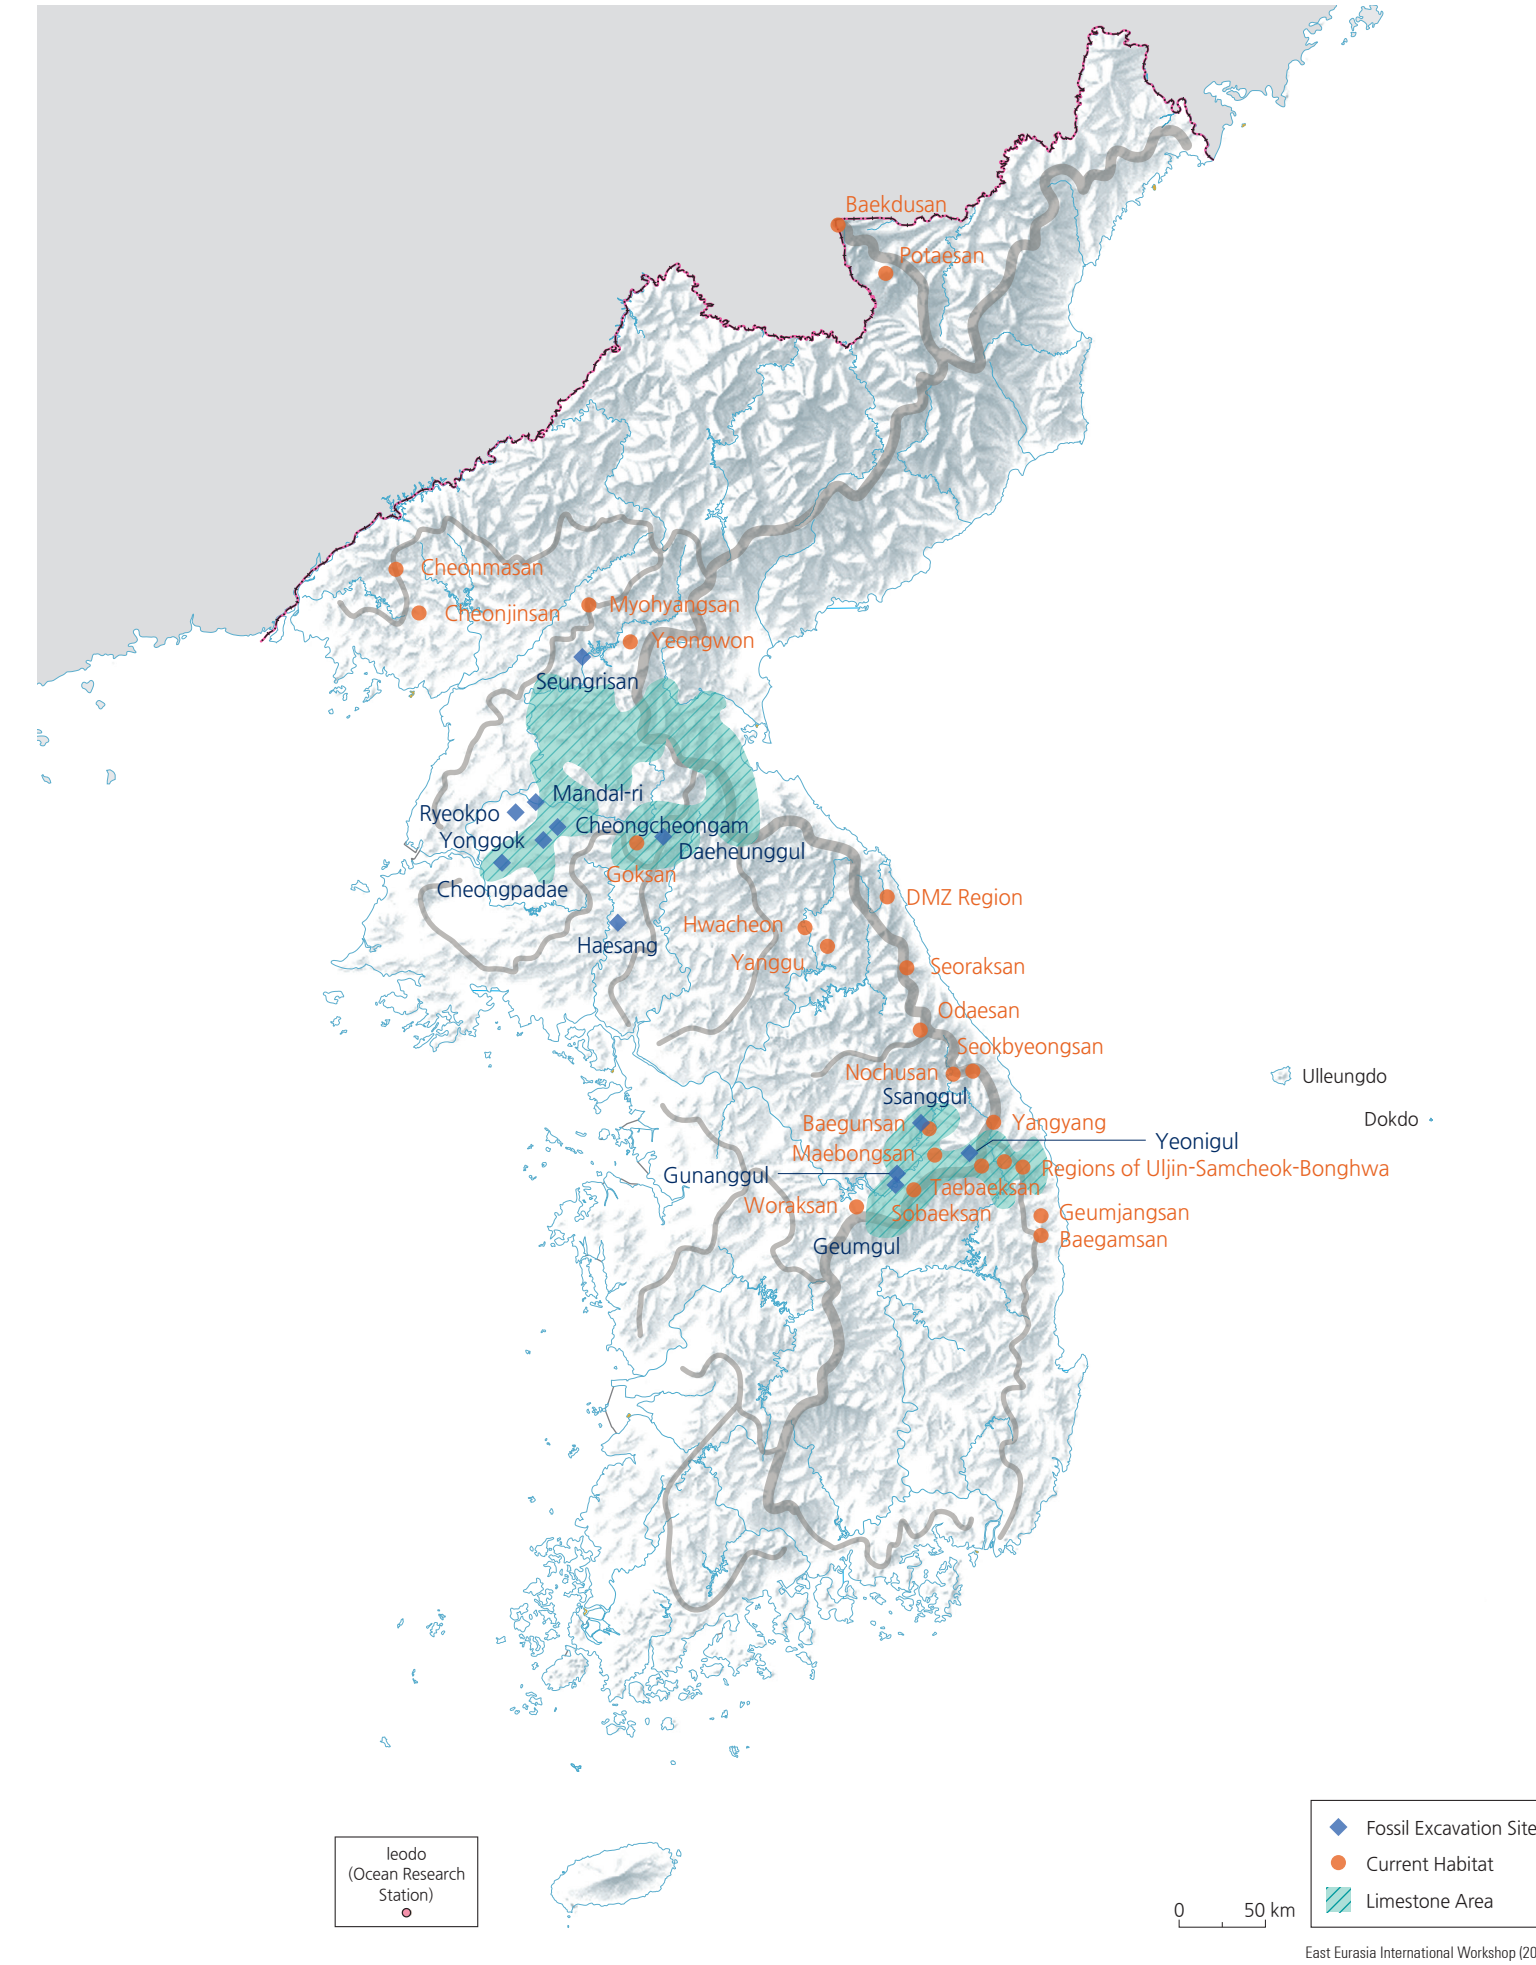 Baekdusan
Potaesan
Cheonmasan
Cheonjinsan
Myohyangsan
Yeongwon
Seungrisan
Mandal-ri
Ryeokpo
Cheongcheongam
Yonggok
Daeheunggul
Goksan
Cheongpadae
DMZ Region
Hwacheon
Haesang
Yanggu
Seoraksan
Odaesan
Seokbyeongsan
Nochusan
Ulleungdo
Ssanggul
Dokdo
Baegunsan
Yangyang
Yeonigul
Maebongsan
Regions of Uljin-Samcheok-Bonghwa
Gunanggul
Taebaeksan
Woraksan
Sobaeksan
Geumjangsan
Baegamsan
Geumgul
Fossil Excavation Site
Current Habitat
Limestone Area
Ieodo
(Ocean Research
Station)
0 50 km
East Eurasia International Workshop (20